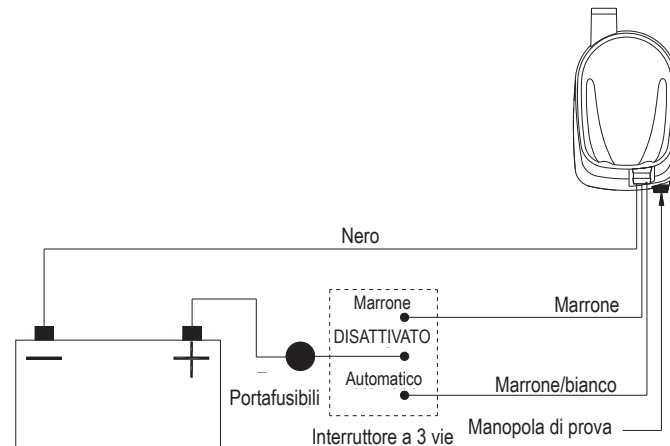 Nero
Marrone
Marrone
DISATTIVATO
Automatico
Marrone/bianco
Portafusibili
Interruttore a 3 vie
Manopola di prova